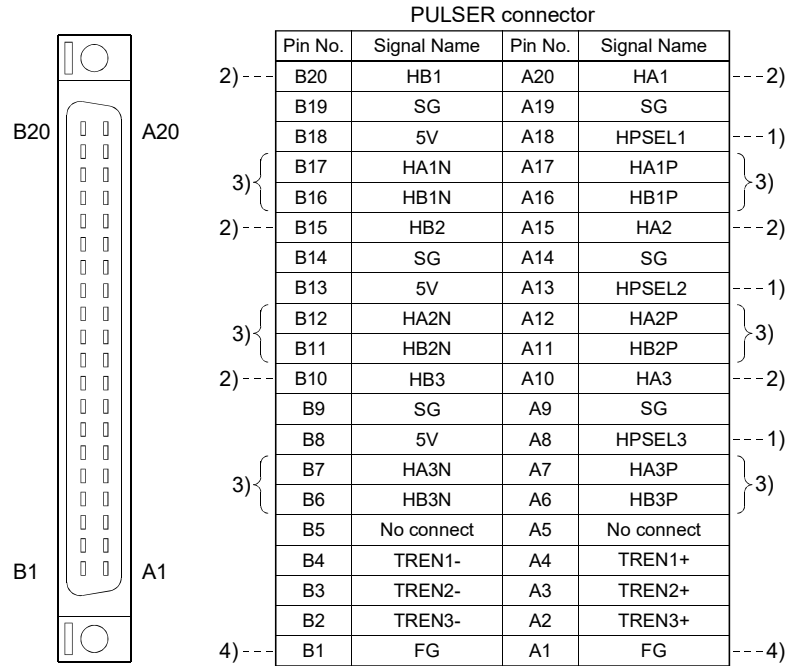 PULSER connector
Pin No. Signal Name Pin No. Signal Name
2) B20 HB1 A20 HA1 2)
B19 SG A19 SG
B20 A20
B18 5V A18 HPSEL1 1)
B17 HA1N A17 HA1P
3) 3)
B16 HB1N A16 HB1P
2) B15 HB2 A15 HA2 2)
B14 SG A14 SG
B13 5V A13 HPSEL2 1)
B12 HA2N A12 HA2P
3) 3)
B11 HB2N A11 HB2P
2) B10 HB3 A10 HA3 2)
B9 SG A9 SG
B8 5V A8 HPSEL3 1)
B7 HA3N A7 HA3P
3) 3)
B6 HB3N A6 HB3P
B5 No connect A5 No connect
B4 TREN1- A4 TREN1+
B1 A1
B3 TREN2- A3 TREN2+
B2 TREN3- A2 TREN3+
4) B1 FG A1 FG 4)